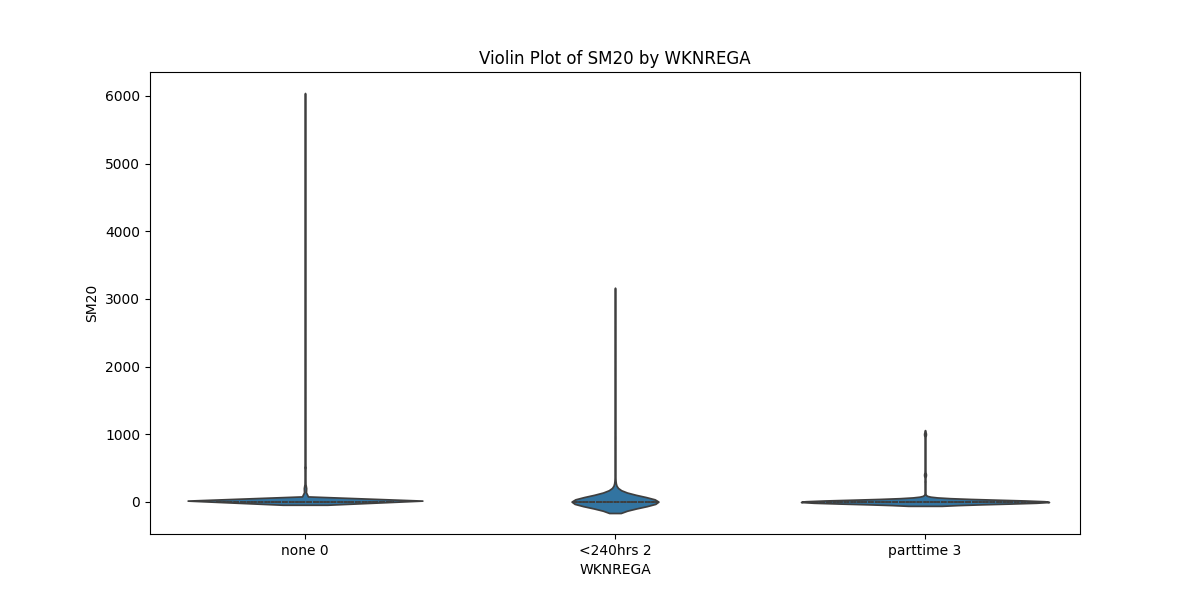 Violin Plot of SM20 by WKNREGA
SM20
6000
5000
4000
3000
2000
1000
0
none 0
<240hrs 2
parttime 3
WKNREGA